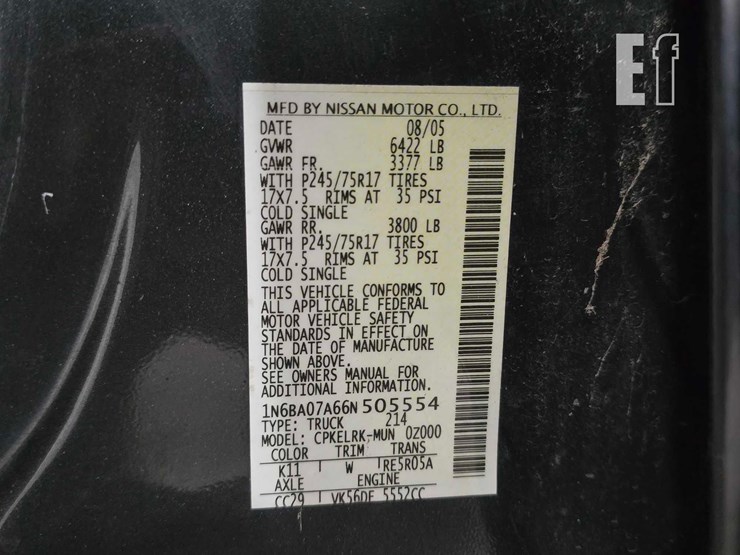 Ef
MFD BY NISSAN MOTOR CO., LTD.
DATE 08/05
GVWR 6422 LB
GAWR FR. 3377 LB
WITH P245/75R17 TIRES
17X7.5 RIMS AT 35 PSI
COLD SINGLE
GAWR RR. 3800 LB
WITH P245/75R17 TIRES
17X7.5 RIMS AT 35 PSI
COLD SINGLE
THIS VEHICLE CONFORMS TO
ALL APPLICABLE FEDERAL
MOTOR VEHICLE SAFETY
STANDARDS IN EFFECT ON
THE DATE OF MANUFACTURE
SHOWN ABOVE.
SEE OWNERS MANUAL FOR
ADDITIONAL INFORMATION.
1N6BA07A66N505554
TYPE: TRUCK 214
MODEL: CPKELRK-MUN 0Z000
COLOR TRIM TRANS
K11 W RE5R05A
AXLE ENGINE
CC29 VK56DE 5552CC